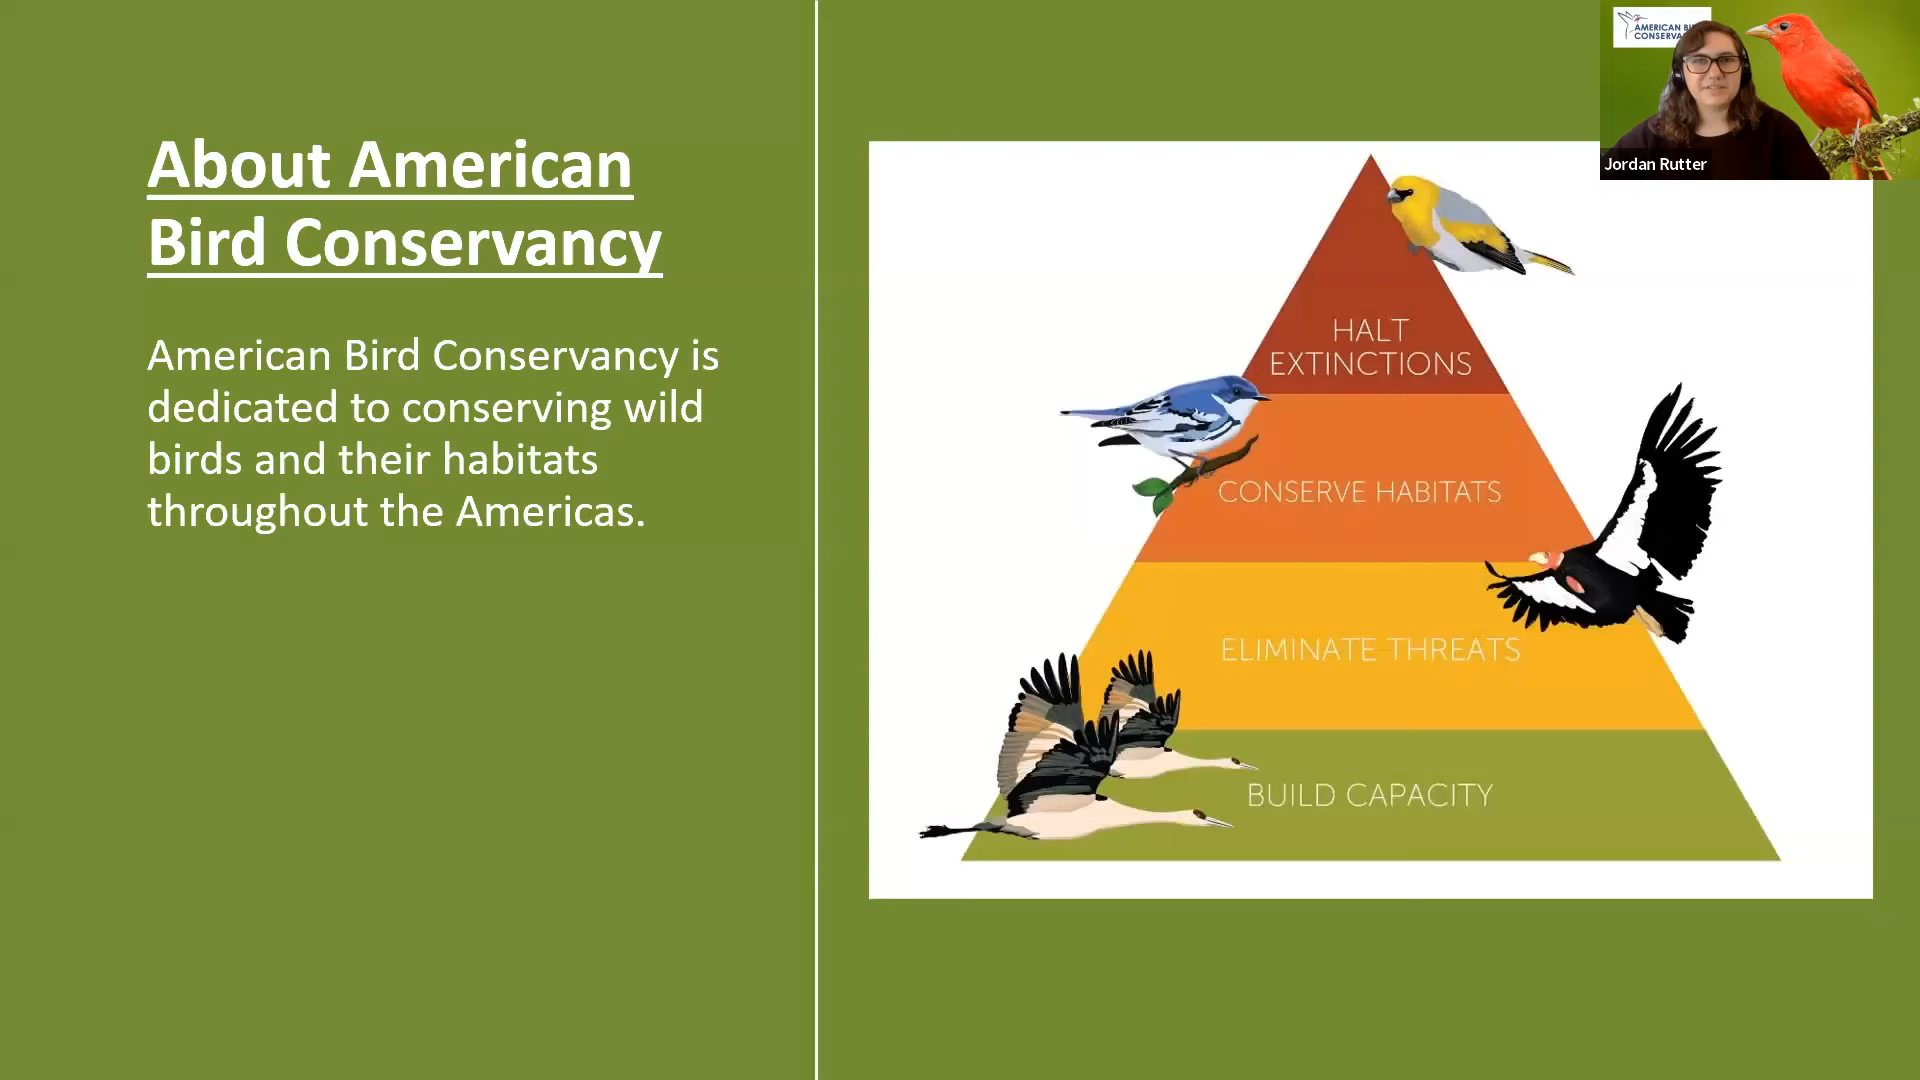 About American
Bird Conservancy
American Bird Conservancy is
dedicated to conserving wild
birds and their habitats
throughout the Americas.
AMERICAN
Jordan Rutter
HALT
EXTINCTIONS
CONSERVE HABITATS
ELIMINATE THREATS
BUILD CAPACITY